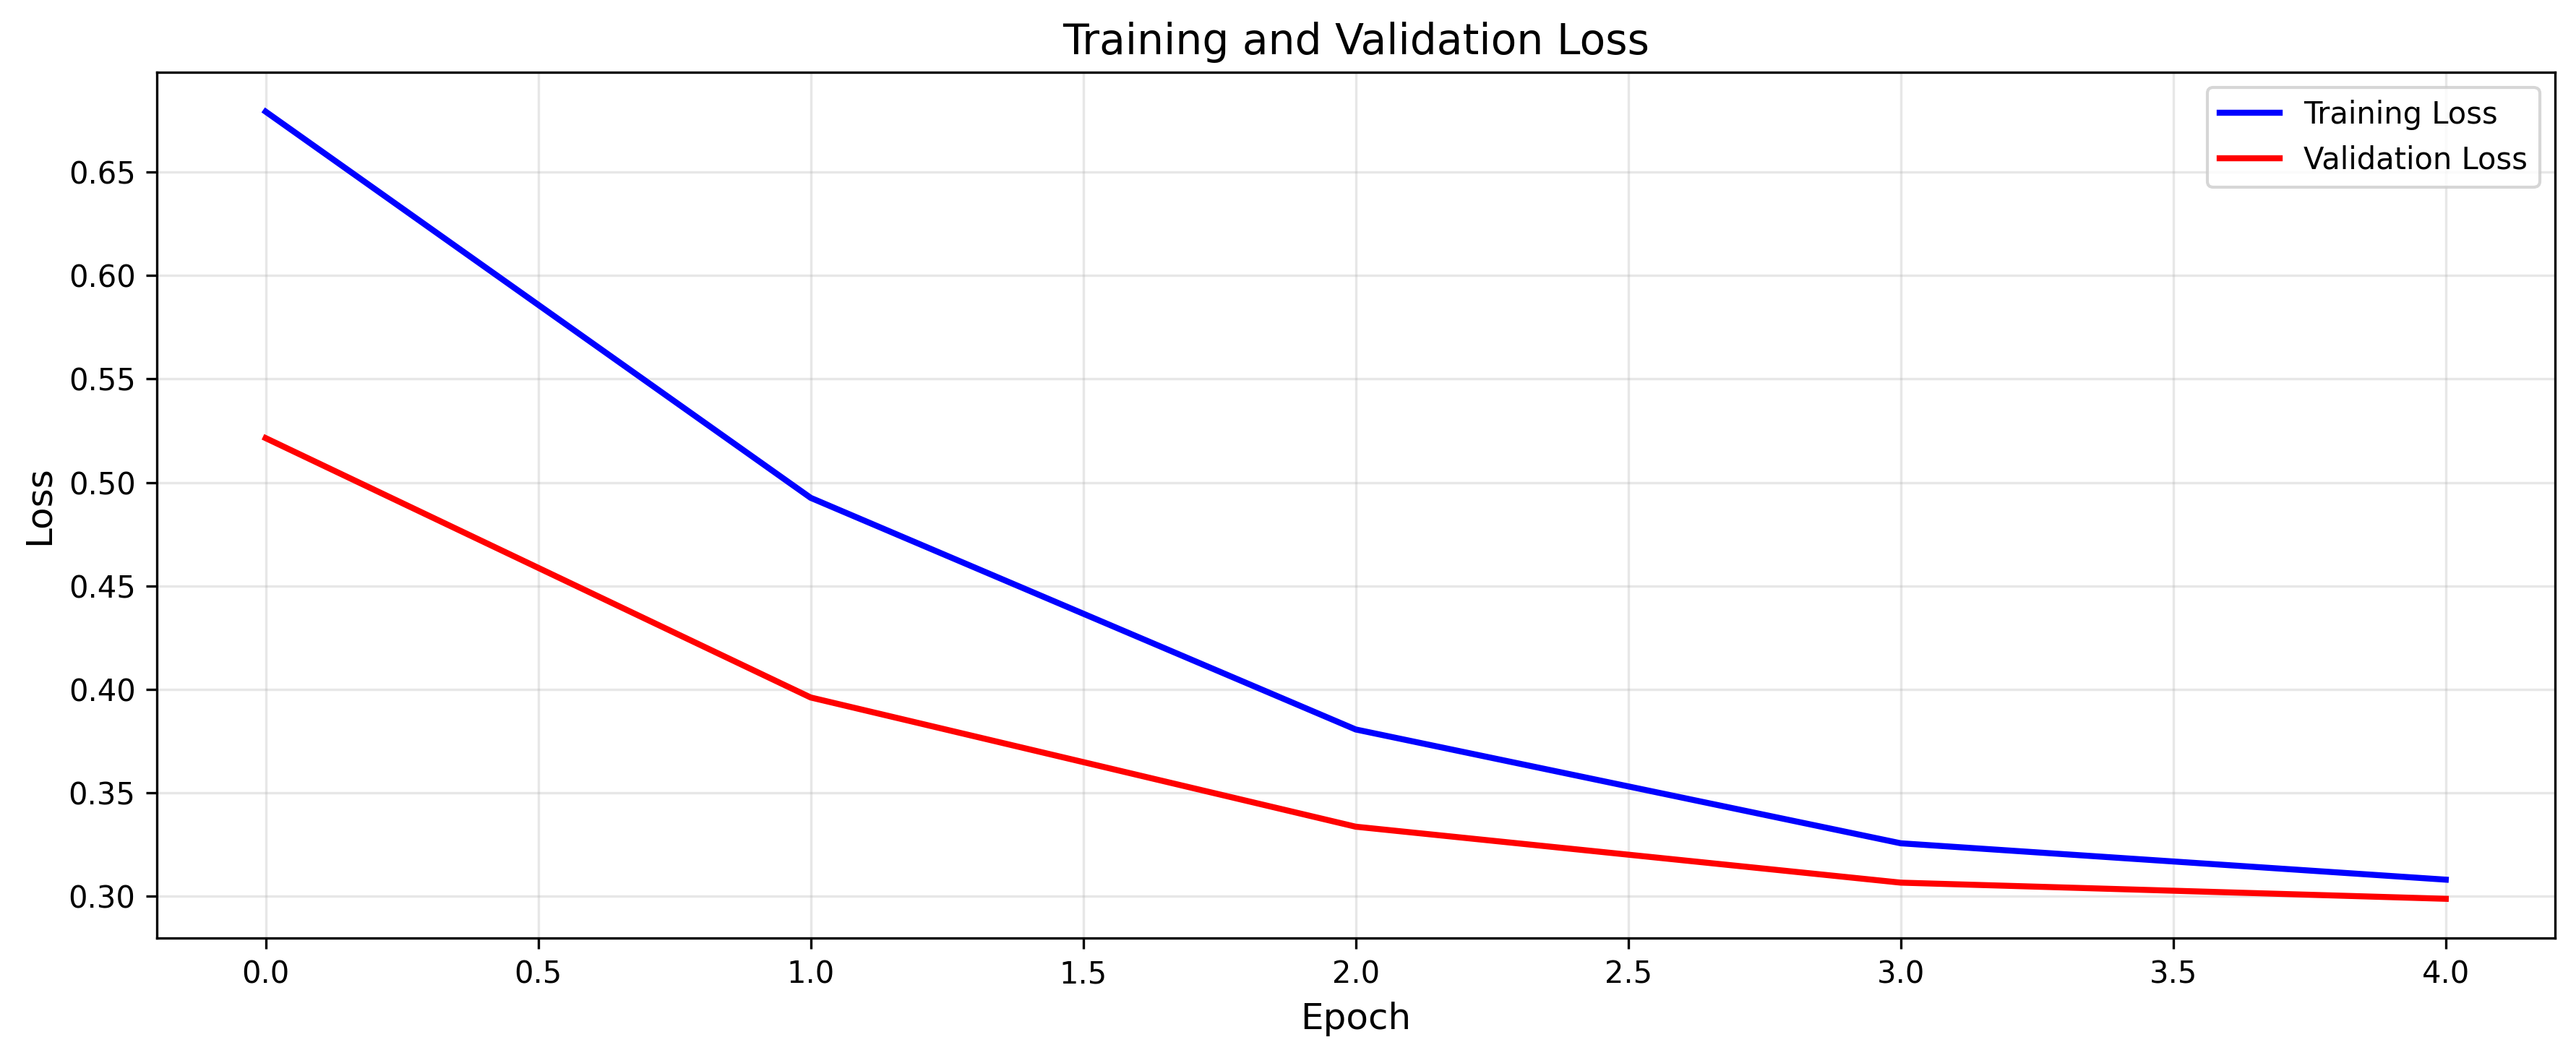 Training and Validation Loss
Training Loss
Validation Loss
0.65
0.60
0.55
0.50
0.45
0.40
0.35
0.30
Loss
0.0 0.5 1.0 1.5 2.0 2.5 3.0 3.5 4.0
Epoch